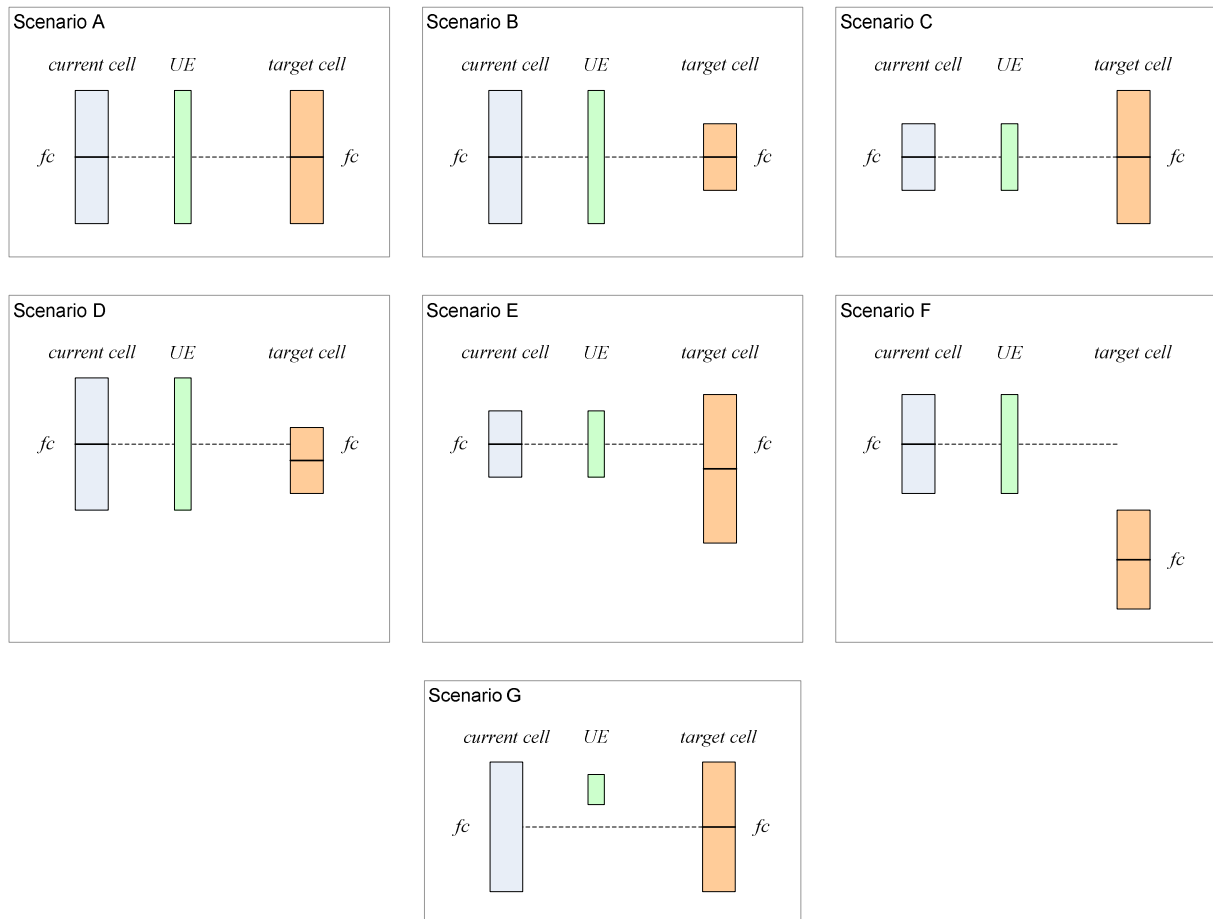 Scenario A
current cell UE target cell
fc fc
Scenario B
current cell UE target cell
fc fc
Scenario C
current cell UE target cell
fc fc
Scenario D
current cell UE target cell
fc fc
Scenario E
current cell UE target cell
fc fc
Scenario F
current cell UE target cell
fc
fc
Scenario G
current cell UE target cell
fc fc